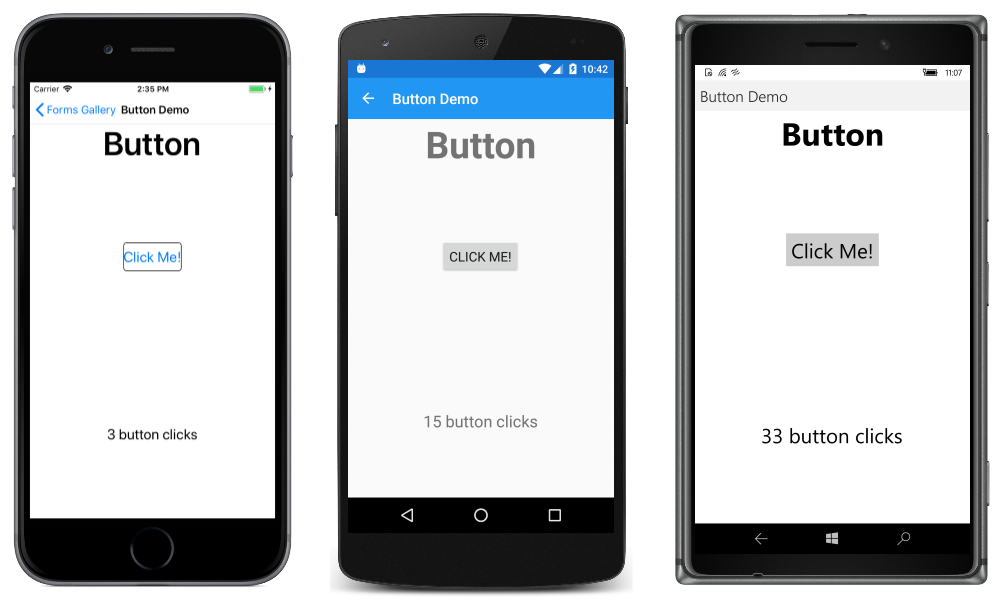 Carrier 2:35 PM
Forms Gallery Button Demo
Button
Click Me!
3 button clicks
10:42
Button Demo
Button
CLICK ME!
15 button clicks
11:07
Button Demo
Button
Click Me!
33 button clicks